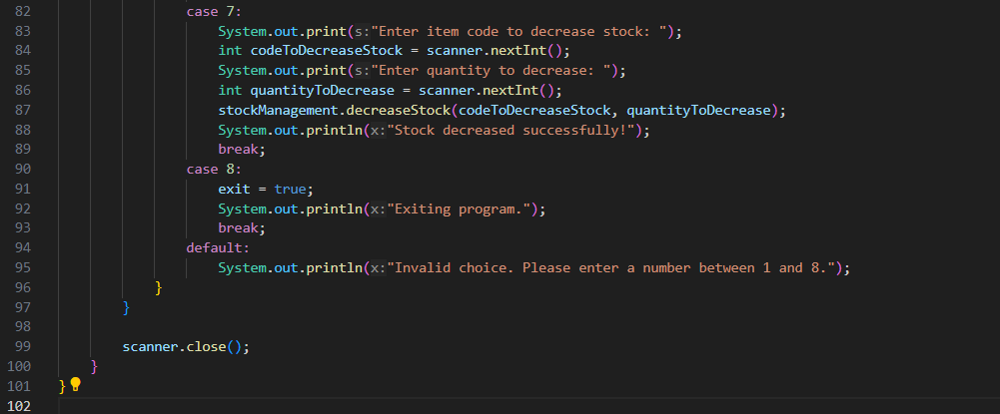 82 case 7:
83 System.out.print(s:"Enter item code to decrease stock: ");
84 int codeToDecreaseStock = scanner.nextInt();
85 System.out.print(s:"Enter quantity to decrease: ");
86 int quantityToDecrease = scanner.nextInt();
87 stockManagement.decreaseStock(codeToDecreaseStock, quantityToDecrease);
88 System.out.println(x:"Stock decreased successfully!");
89 break;
90 case 8:
91 exit = true;
92 System.out.println(x:"Exiting program.");
93 break;
94 default:
95 System.out.println(x:"Invalid choice. Please enter a number between 1 and 8.");
96 }
97 }
98
99 scanner.close();
100 }
101 }
102